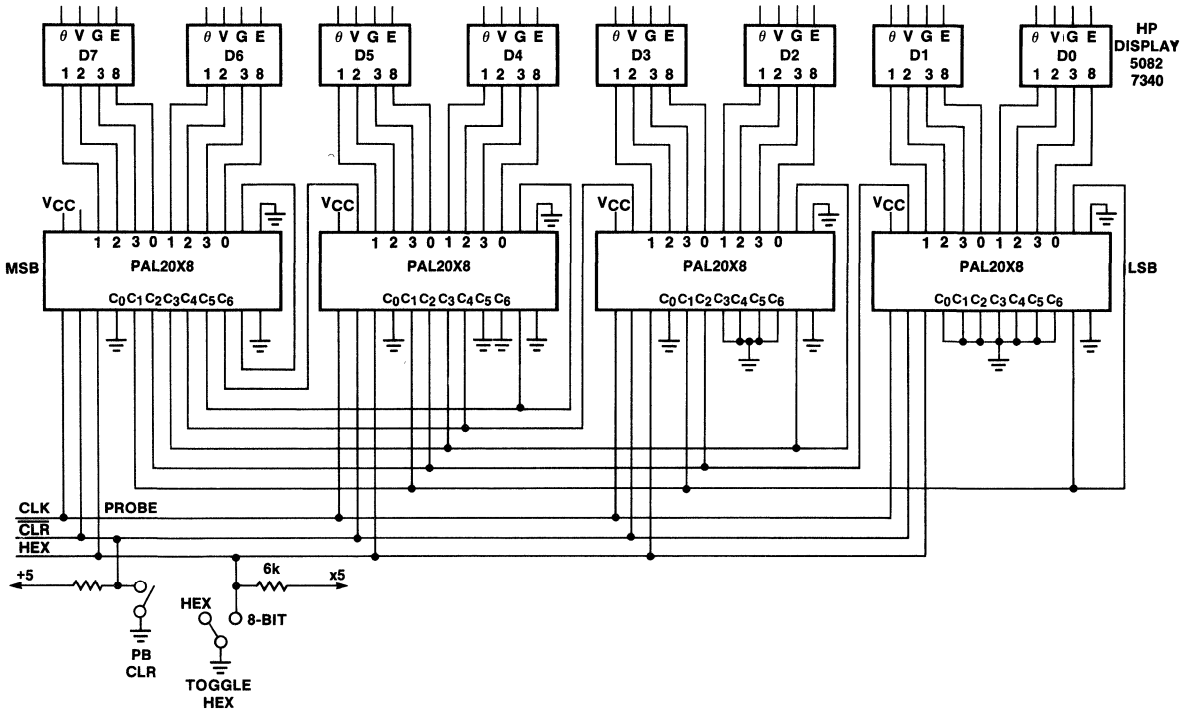 θ V G E θ V G E θ V G E θ V G E θ V G E θ V G E θ V G E θ V G E
D7 D6 D5 D4 D3 D2 D1 D0
1 2 3 8 1 2 3 8 1 2 3 8 1 2 3 8 1 2 3 8 1 2 3 8 1 2 3 8 1 2 3 8
HP
DISPLAY
5082
7340
VCC VCC VCC VCC
1 2 3 0 1 2 3 0 1 2 3 0 1 2 3 0 1 2 3 0 1 2 3 0 1 2 3 0 1 2 3 0
MSB PAL20X8 PAL20X8 PAL20X8 PAL20X8 LSB
C0 C1 C2 C3 C4 C5 C6 C0 C1 C2 C3 C4 C5 C6 C0 C1 C2 C3 C4 C5 C6 C0 C1 C2 C3 C4 C5 C6
CLK PROBE
CLR
HEX
+5 6k x5
HEX 8-BIT
PB
CLR
TOGGLE
HEX